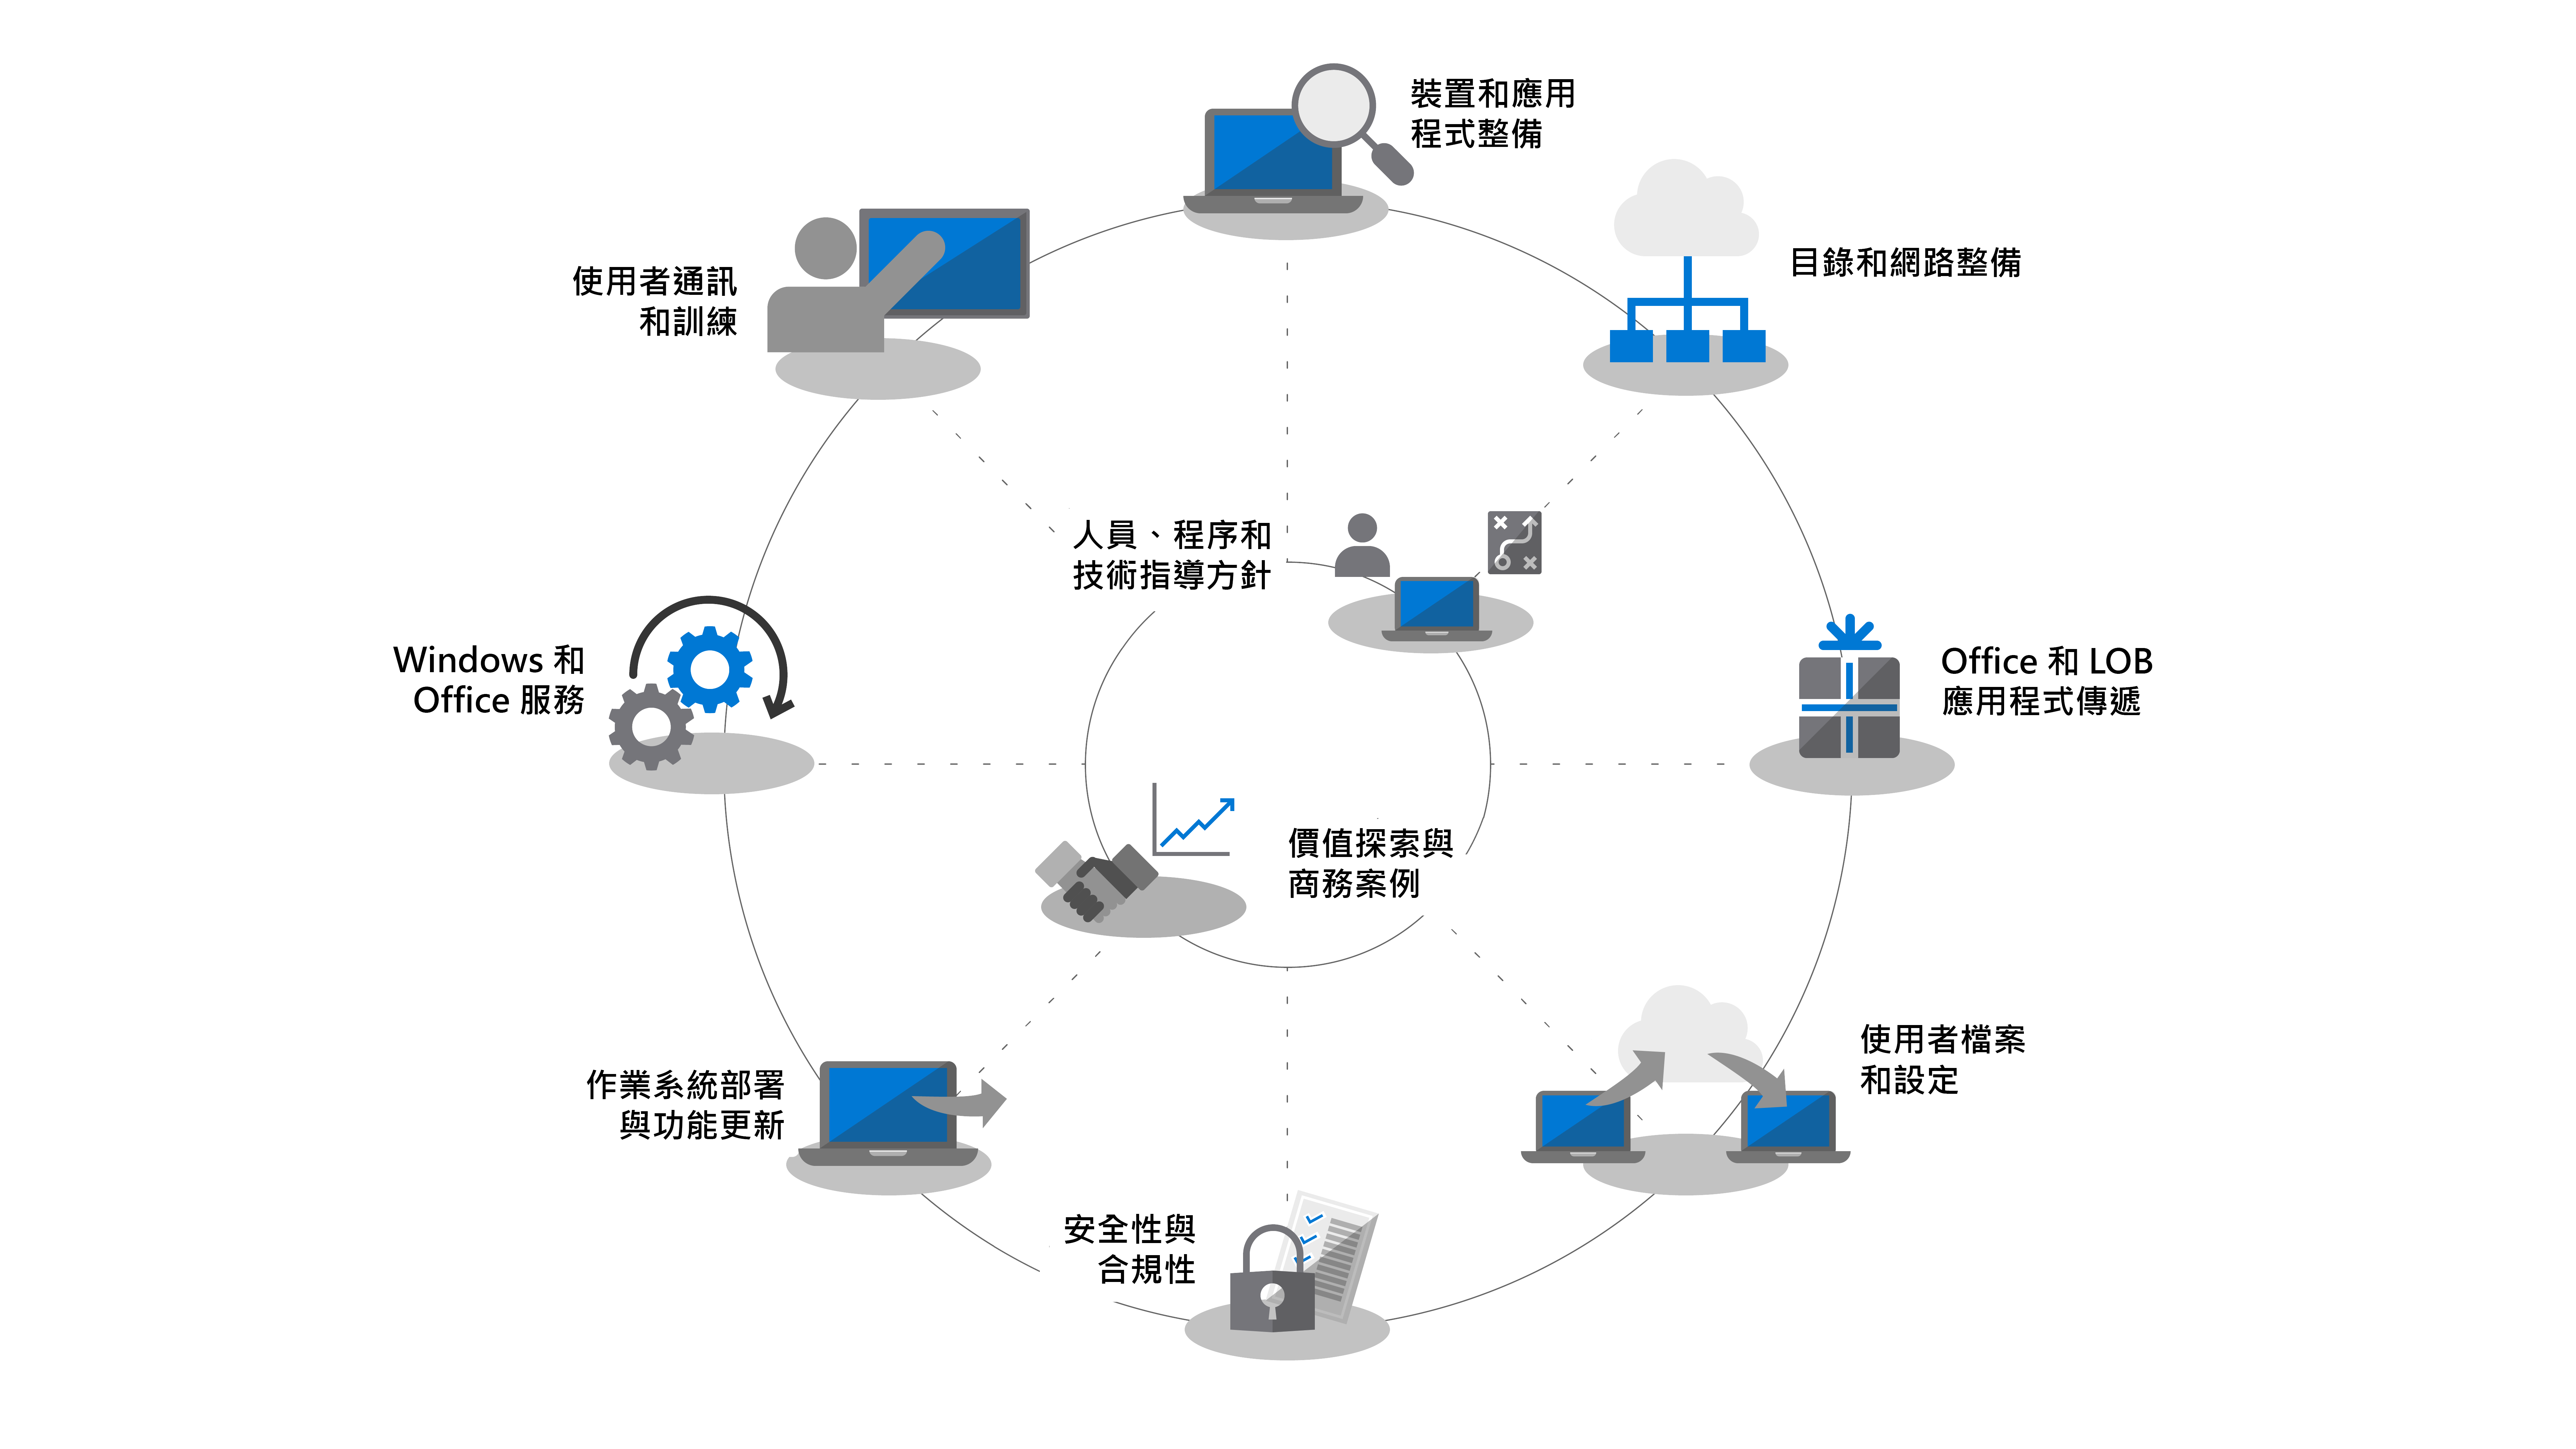 裝置和應用
程式整備
目錄和網路整備
使用者通訊
和訓練
人員、程序和
技術指導方針
Windows 和
Office 服務
Office 和 LOB
應用程式傳遞
價值探索與
商務案例
使用者檔案
和設定
作業系統部署
與功能更新
安全性與
合規性